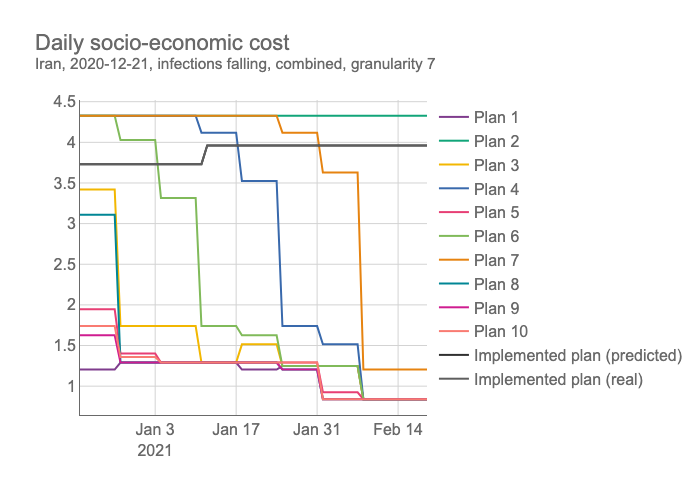 Daily socio-economic cost
Iran, 2020-12-21, infections falling, combined, granularity 7
4.5
4
3.5
3
2.5
2
1.5
1
Jan 3
2021
Jan 17
Jan 31
Feb 14
Plan 1
Plan 2
Plan 3
Plan 4
Plan 5
Plan 6
Plan 7
Plan 8
Plan 9
Plan 10
Implemented plan (predicted)
Implemented plan (real)